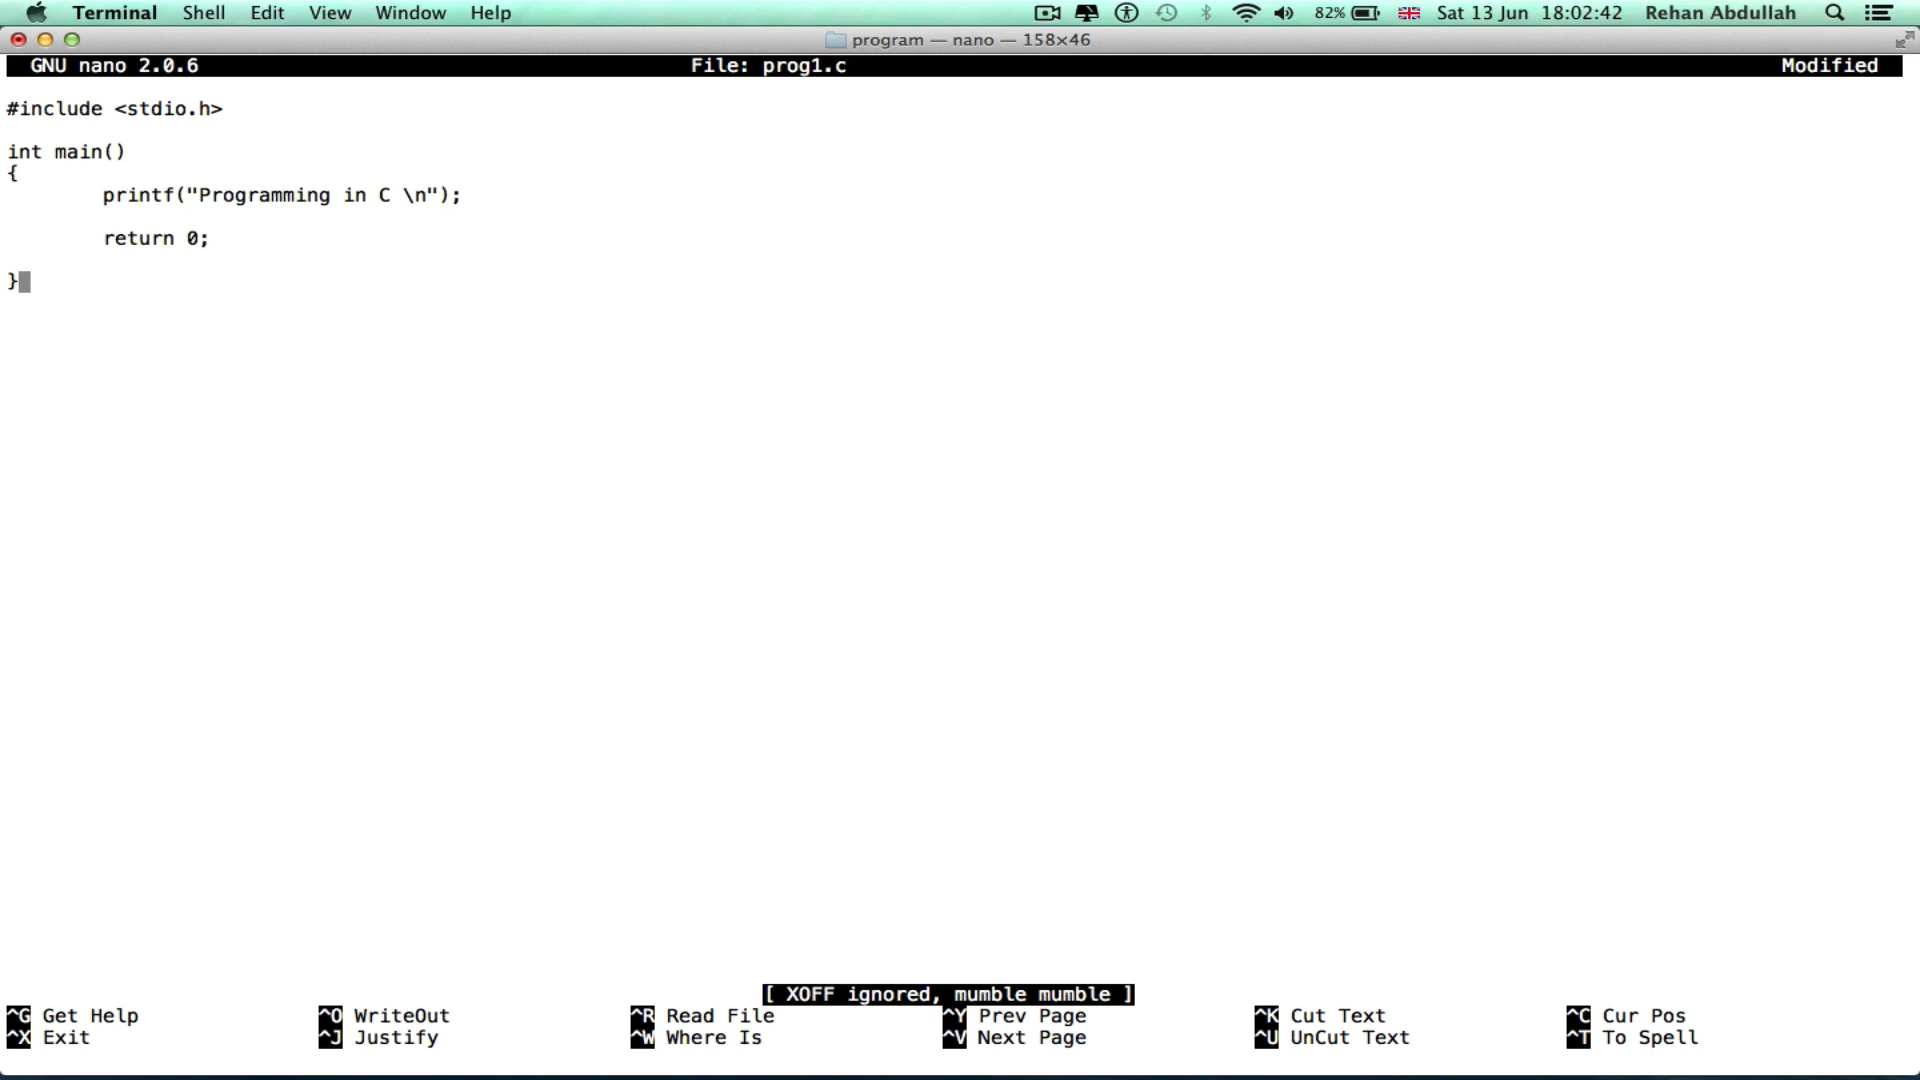 Terminal Shell Edit View Window Help 82% Sat 13 Jun 18:02:42 Rehan Abdullah
program — nano — 158×46
GNU nano 2.0.6 File: prog1.c Modified
#include <stdio.h>
int main()
{
printf("Programming in C \n");
return 0;
}
[ XOFF ignored, mumble mumble ]
^G Get Help ^O WriteOut ^R Read File ^Y Prev Page ^K Cut Text ^C Cur Pos
^X Exit ^J Justify ^W Where Is ^V Next Page ^U UnCut Text ^T To Spell